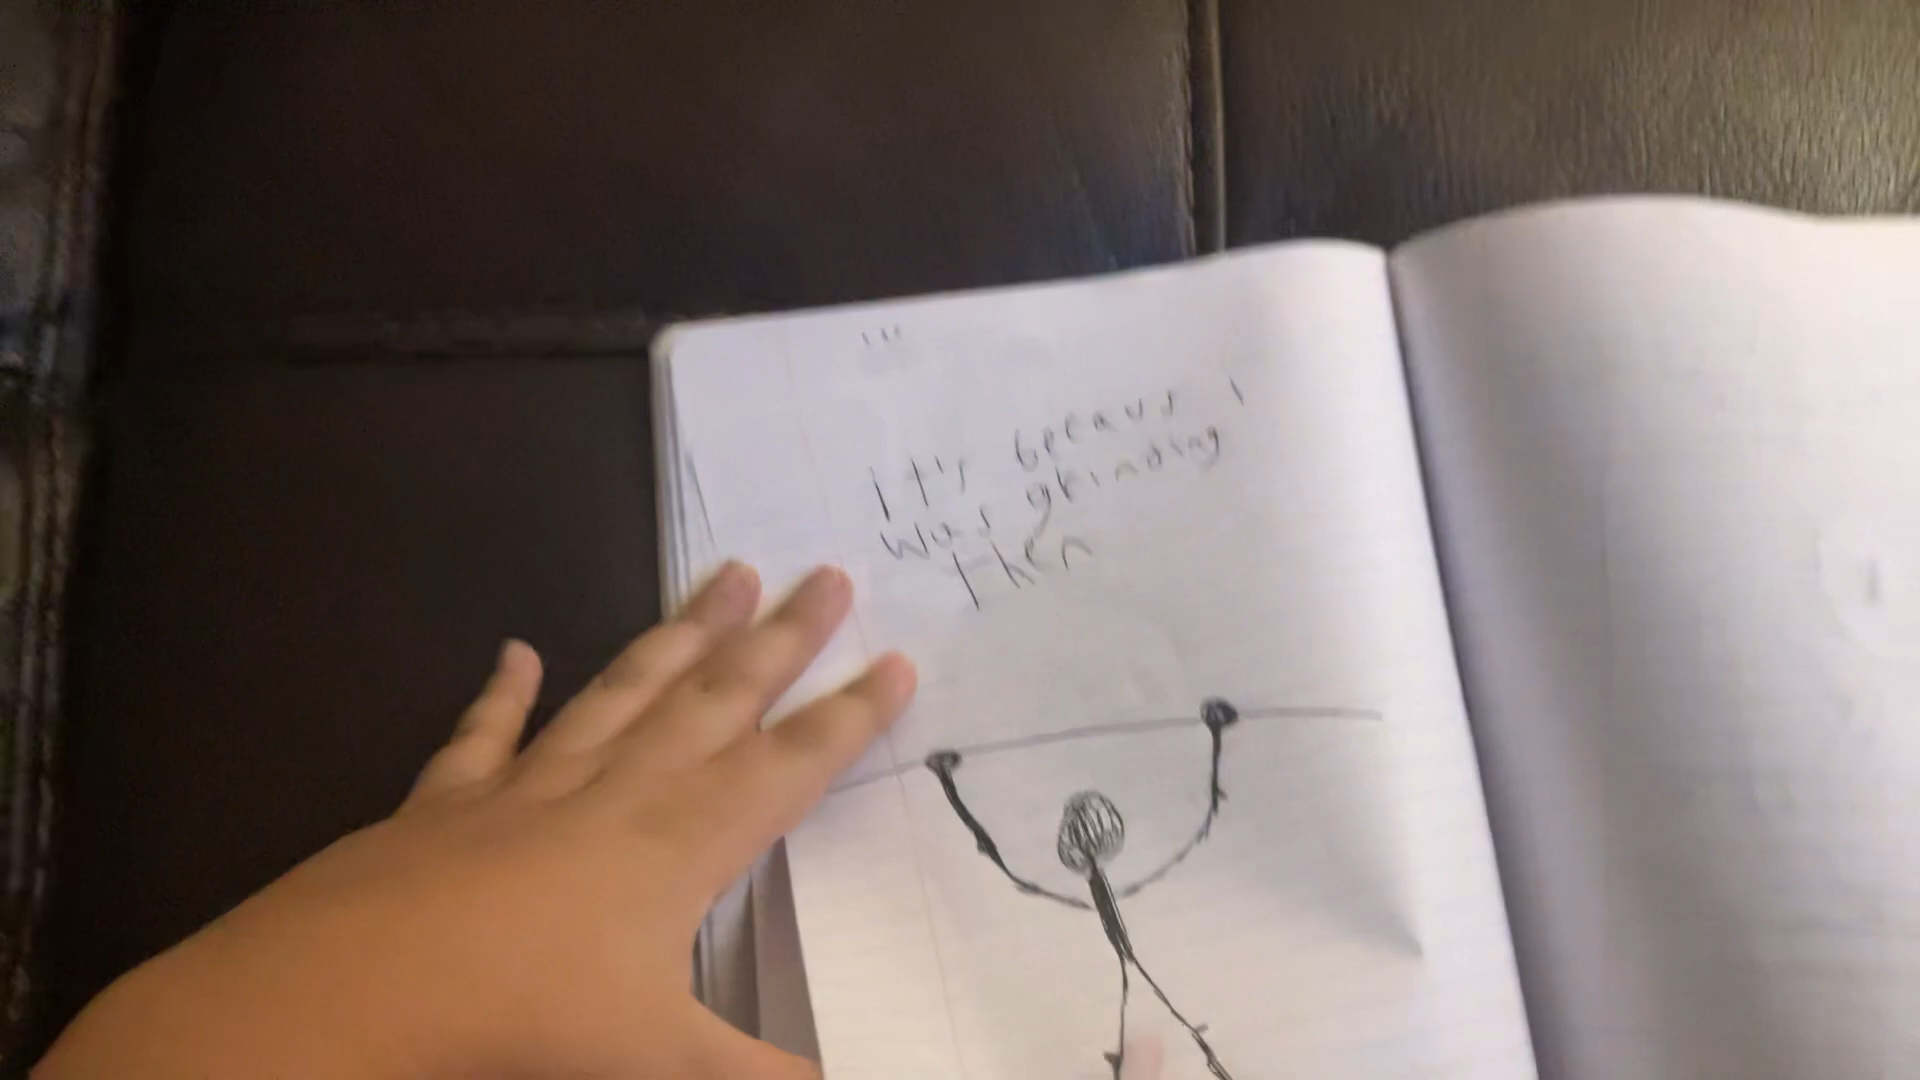 It's becaus I
was grinding
Then